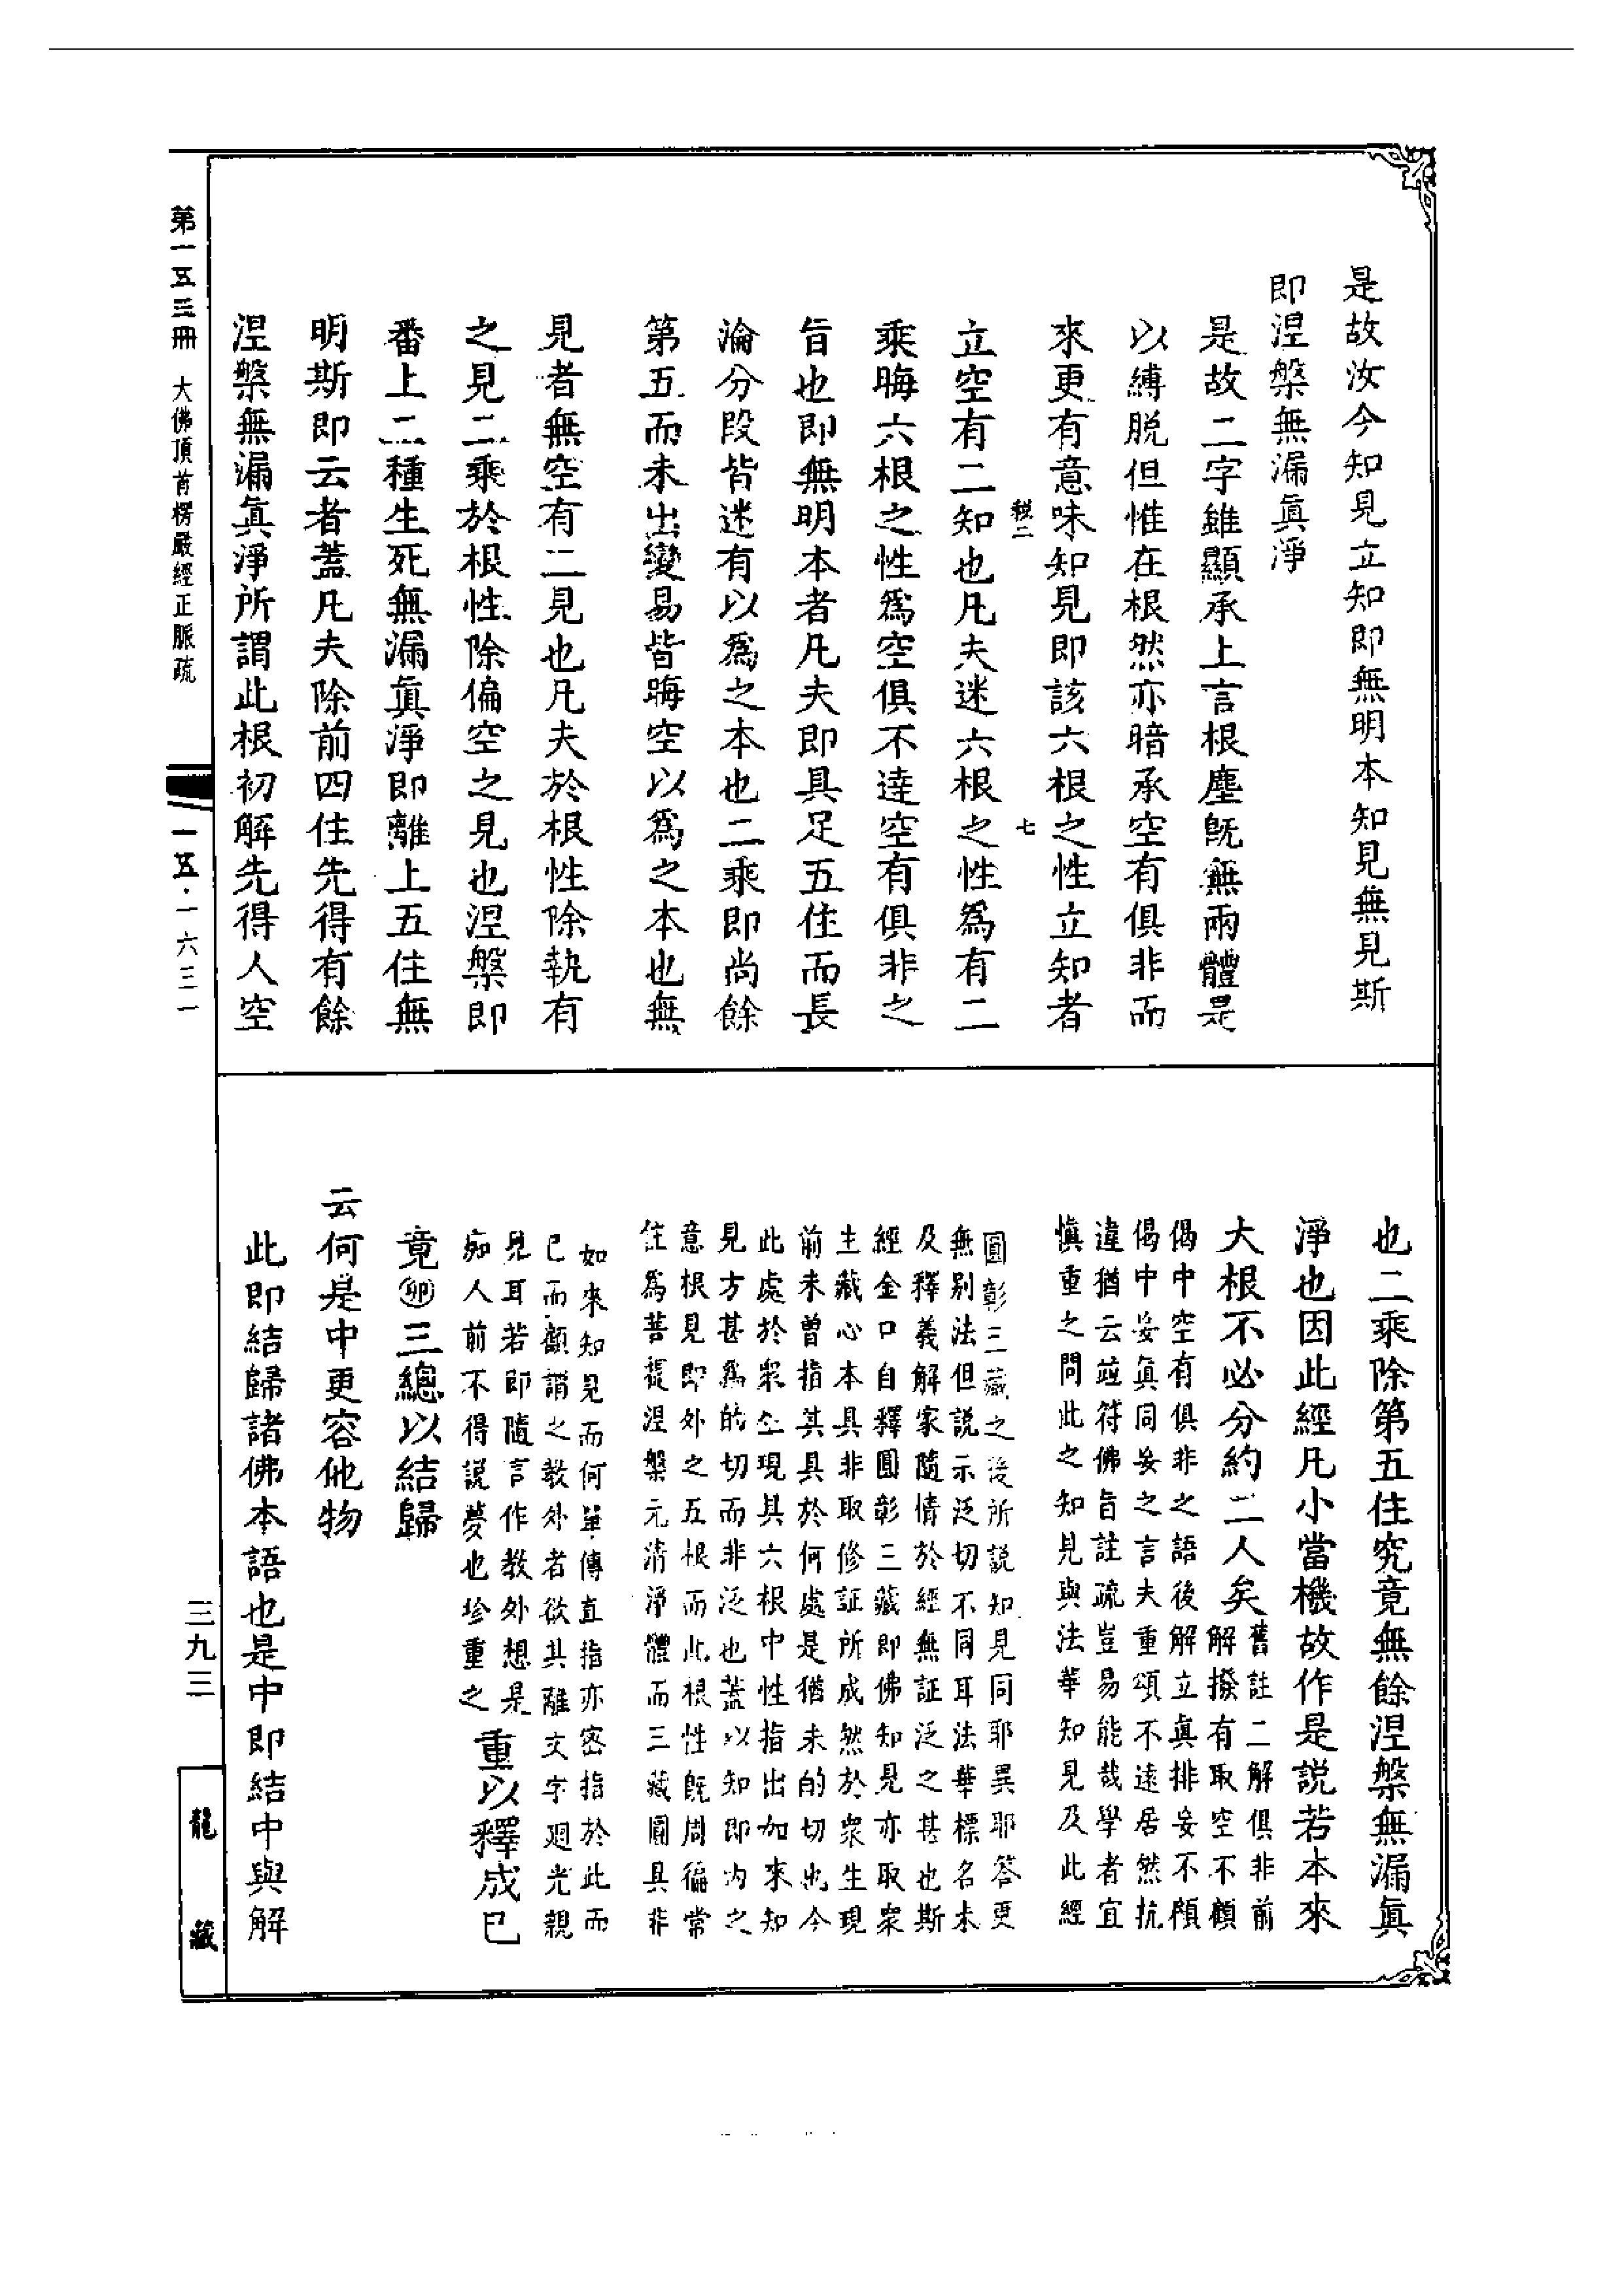 是故汝今知見立知即無明本知見無見斯
即涅槃無漏眞淨
是故二字雖顯承上言根塵既無兩體是
以縛脫但惟在根然亦暗承空有俱非而
來更有意味知見即該六根之性立知者
二 七
立空有二知也凡夫迷六根之性爲有二
乘晦六根之性爲空俱不達空有俱非之
旨也即無明本者凡夫即具足五住而長
淪分段皆迷有以爲之本也二乘即尚餘
第五而未出變易皆晦空以爲之本也無
見者無空有二見也凡夫於根性除執有
之見二乘於根性除偏空之見也涅槃即
番上二種生死無漏眞淨即離上五住無
明斯即云者蓋凡夫除前四住先得有餘
涅槃無漏眞淨所謂此根初解先得人空
也二乘除第五住究竟無餘涅槃無漏眞
淨也因此經凡小當機故作是説若本來
大根不必分約二人矣
舊註二解俱非前
解撥有取空不顧
偈中空有俱非之語後解立眞排妄不顧
偈中妄眞同妄之言夫重頌不遠居然抗
違猶云竝符佛旨註疏豈易能哉學者宜
愼重之問此之知見與法華知見及此經
圓彰三藏之後所説知見同耶異耶答更
無別法但説示泛切不同耳法華標名未
及釋義解家隨情於經無証泛之甚也斯
經金口自釋圓彰三藏即佛知見亦取衆
生藏心本具非取修証所成然於衆生現
前未曾指其具於何處是猶未的切也今
此處於衆生現其六根中性指出如來知
見方甚爲的切而非泛也蓋以知即內之
意根見即外之五根而此根性既周徧常
住爲菩提涅槃元清淨體而三藏圓具非
如來知見而何單傳直指亦密指於此而
已而顧謂之教外者欲其離文字廻光親
見耳若即隨言作教外想是
痴人前不得説夢也珍重之
重以釋成已
竟㊞三總以結歸
云何是中更容他物
此即結歸諸佛本語也是中即結中與解
第一五三冊 大佛頂首楞嚴經正脈疏
一五·一六三一
三九三
龍藏